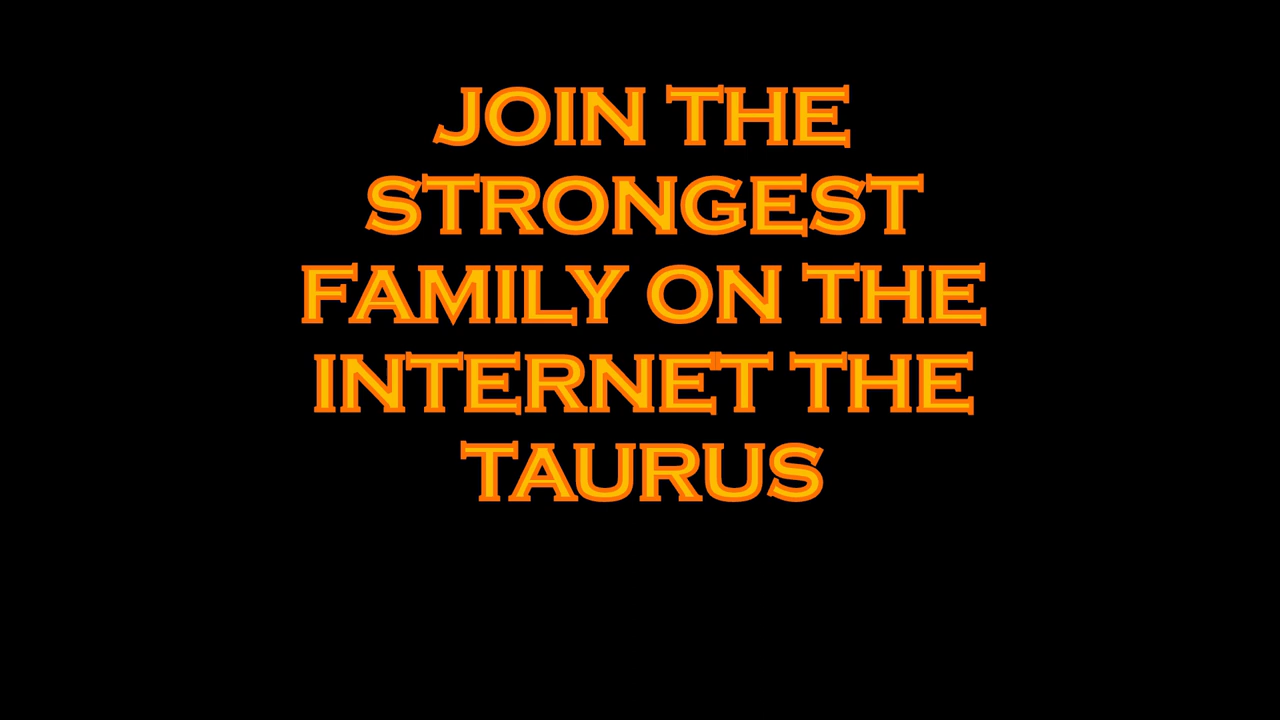 JOIN THE
STRONGEST
FAMILY ON THE
INTERNET THE
TAURUS